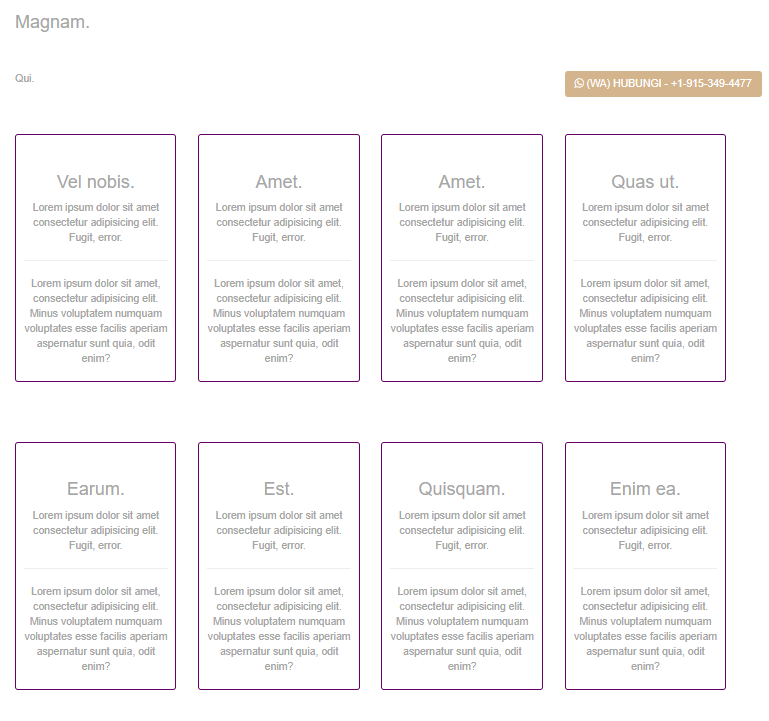 Magnam.
Qui.
(WA) HUBUNGI - +1-915-349-4477
Vel nobis.
Lorem ipsum dolor sit amet
consectetur adipisicing elit.
Fugit, error.
Lorem ipsum dolor sit amet,
consectetur adipisicing elit.
Minus voluptatem numquam
voluptates esse facilis aperiam
aspernatur sunt quia, odit
enim?
Amet.
Lorem ipsum dolor sit amet
consectetur adipisicing elit.
Fugit, error.
Lorem ipsum dolor sit amet,
consectetur adipisicing elit.
Minus voluptatem numquam
voluptates esse facilis aperiam
aspernatur sunt quia, odit
enim?
Amet.
Lorem ipsum dolor sit amet
consectetur adipisicing elit.
Fugit, error.
Lorem ipsum dolor sit amet,
consectetur adipisicing elit.
Minus voluptatem numquam
voluptates esse facilis aperiam
aspernatur sunt quia, odit
enim?
Quas ut.
Lorem ipsum dolor sit amet
consectetur adipisicing elit.
Fugit, error.
Lorem ipsum dolor sit amet,
consectetur adipisicing elit.
Minus voluptatem numquam
voluptates esse facilis aperiam
aspernatur sunt quia, odit
enim?
Earum.
Lorem ipsum dolor sit amet
consectetur adipisicing elit.
Fugit, error.
Lorem ipsum dolor sit amet,
consectetur adipisicing elit.
Minus voluptatem numquam
voluptates esse facilis aperiam
aspernatur sunt quia, odit
enim?
Est.
Lorem ipsum dolor sit amet
consectetur adipisicing elit.
Fugit, error.
Lorem ipsum dolor sit amet,
consectetur adipisicing elit.
Minus voluptatem numquam
voluptates esse facilis aperiam
aspernatur sunt quia, odit
enim?
Quisquam.
Lorem ipsum dolor sit amet
consectetur adipisicing elit.
Fugit, error.
Lorem ipsum dolor sit amet,
consectetur adipisicing elit.
Minus voluptatem numquam
voluptates esse facilis aperiam
aspernatur sunt quia, odit
enim?
Enim ea.
Lorem ipsum dolor sit amet
consectetur adipisicing elit.
Fugit, error.
Lorem ipsum dolor sit amet,
consectetur adipisicing elit.
Minus voluptatem numquam
voluptates esse facilis aperiam
aspernatur sunt quia, odit
enim?